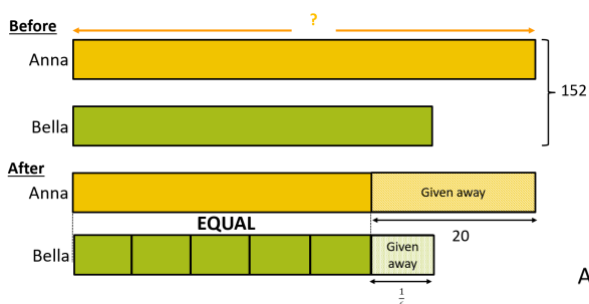 ?
Before
Anna
152
Bella
After
Anna
Given away
EQUAL
20
Bella
Given
away
A